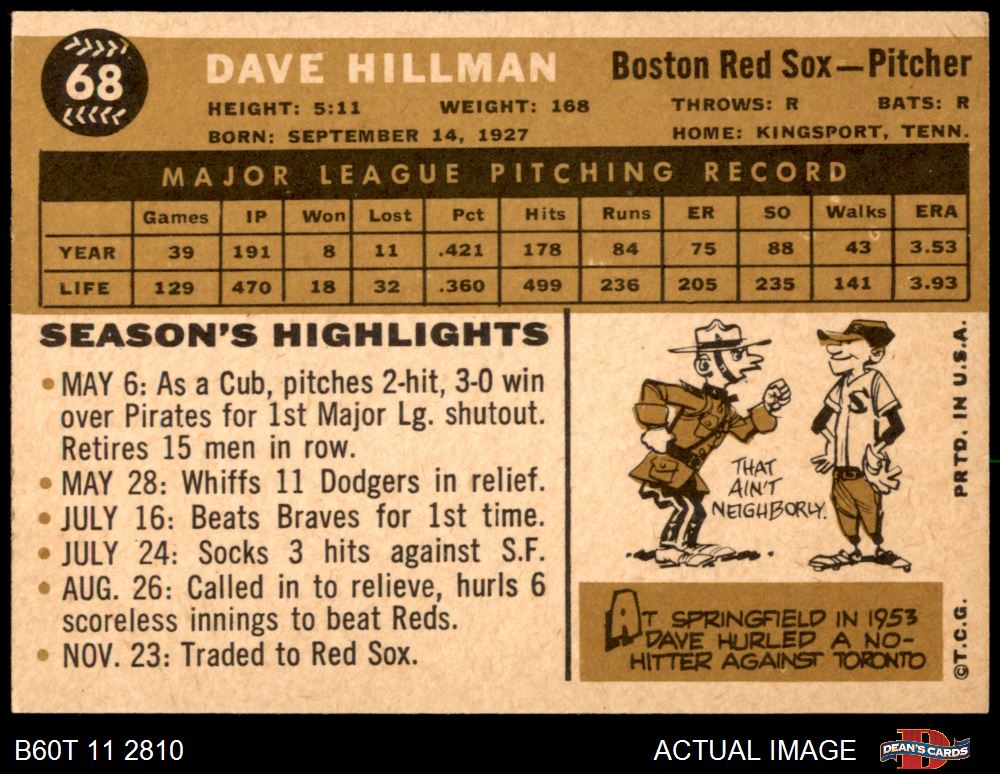 68
DAVE HILLMAN
Boston Red Sox—Pitcher
HEIGHT: 5:11 WEIGHT: 168 THROWS: R BATS: R
BORN: SEPTEMBER 14, 1927 HOME: KINGSPORT, TENN.
MAJOR LEAGUE PITCHING RECORD
Games IP Won Lost Pct Hits Runs ER SO Walks ERA
YEAR 39 191 8 11 .421 178 84 75 88 43 3.53
LIFE 129 470 18 32 .360 499 236 205 235 141 3.93
SEASON'S HIGHLIGHTS
• MAY 6: As a Cub, pitches 2-hit, 3-0 win
over Pirates for 1st Major Lg. shutout.
Retires 15 men in row.
• MAY 28: Whiffs 11 Dodgers in relief.
• JULY 16: Beats Braves for 1st time.
• JULY 24: Socks 3 hits against S.F.
• AUG. 26: Called in to relieve, hurls 6
scoreless innings to beat Reds.
• NOV. 23: Traded to Red Sox.
THAT
AIN'T
NEIGHBORLY.
S
AT SPRINGFIELD IN 1953
DAVE HURLED A NO-
HITTER AGAINST TORONTO
PRTD. IN U.S.A.
©T.C.G.
B60T 11 2810
ACTUAL IMAGE
DEAN'S CARDS